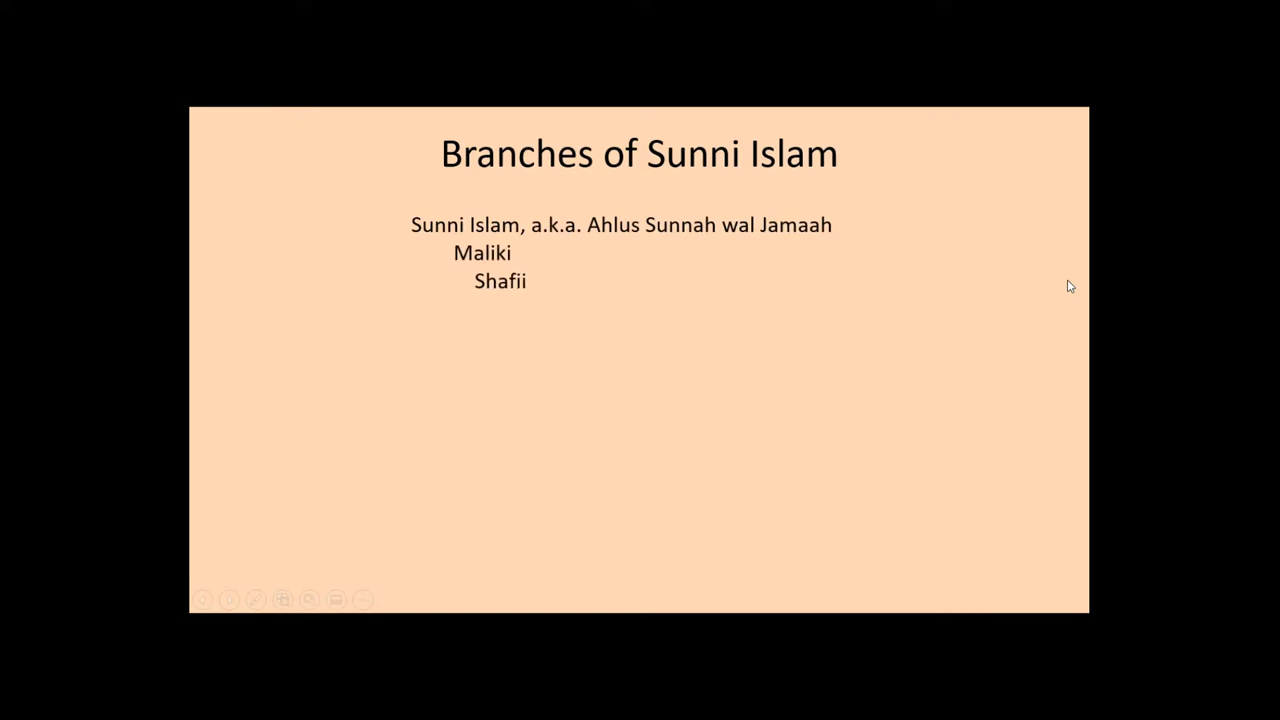 Branches of Sunni Islam
Sunni Islam, a.k.a. Ahlus Sunnah wal Jamaah
Maliki
Shafii